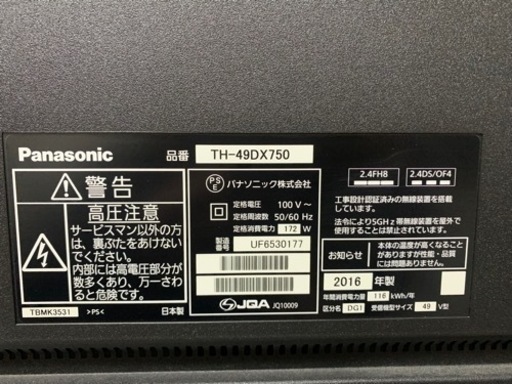 Panasonic
品番 TH-49DX750
警告
高圧注意
サービスマン以外の方
は、裏ぶたをあけない
でください。
内部には高電圧部分が
数多くあり、万一さわ
ると危険です。
TBMK3531 >PS< 日本製
PSE パナソニック株式会社
定格電圧 100 V～
定格周波数 50/60 Hz
定格消費電力 172 W
製造番号 UF6530177
JQA JQ10009
2.4FH8 2.4DS/OF4
工事設計認証済みの無線装置を搭載
しています。
法令により5GHz帯無線装置を屋外で
使用することは禁止されています。
お知らせ
本体の温度が高くなること
がありますが、性能・品質
には問題ありません。
2016 年製
年間消費電力量 116 kWh/年
区分名 DG1 受信機型サイズ 49 V型